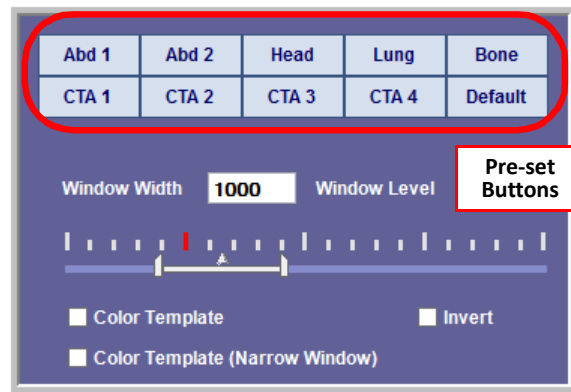 Abd 1 Abd 2 Head Lung Bone
CTA 1 CTA 2 CTA 3 CTA 4 Default
Pre-set
Buttons
Window Width 1000 Window Level
Color Template Invert
Color Template (Narrow Window)